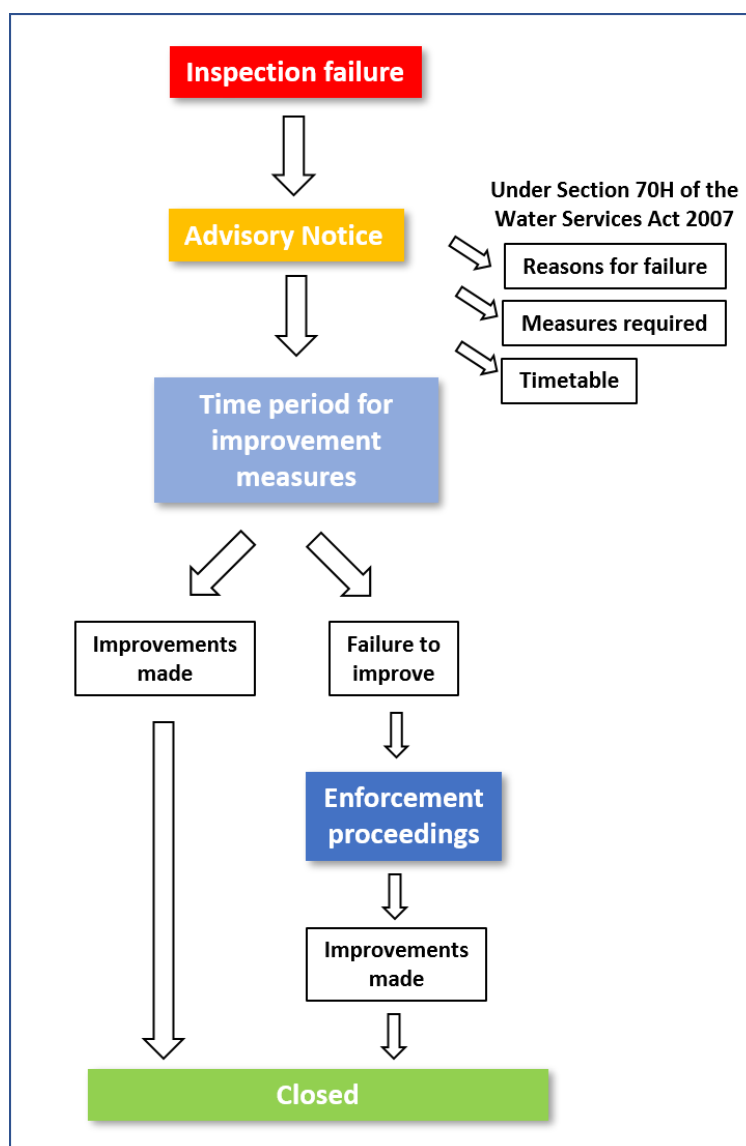 Inspection failure
Advisory Notice
Under Section 70H of the
Water Services Act 2007
Reasons for failure
Measures required
Timetable
Time period for
improvement
measures
Improvements
made
Failure to
improve
Enforcement
proceedings
Improvements
made
Closed